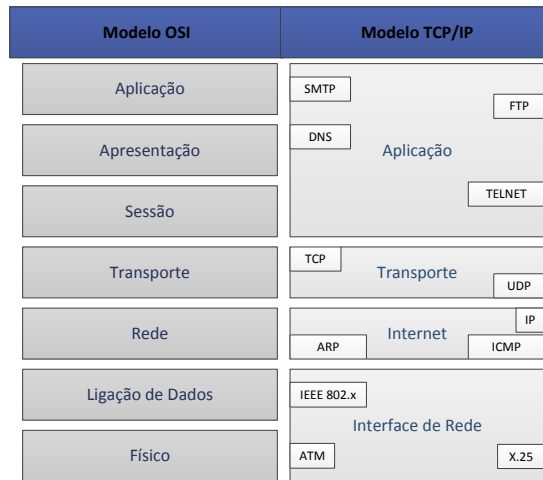 Modelo OSI
Modelo TCP/IP
Aplicação
Apresentação
Sessão
Transporte
Rede
Ligação de Dados
Físico
SMTP
FTP
DNS
Aplicação
TELNET
TCP
Transporte
UDP
IP
Internet
ARP
ICMP
IEEE 802.x
Interface de Rede
ATM
X.25